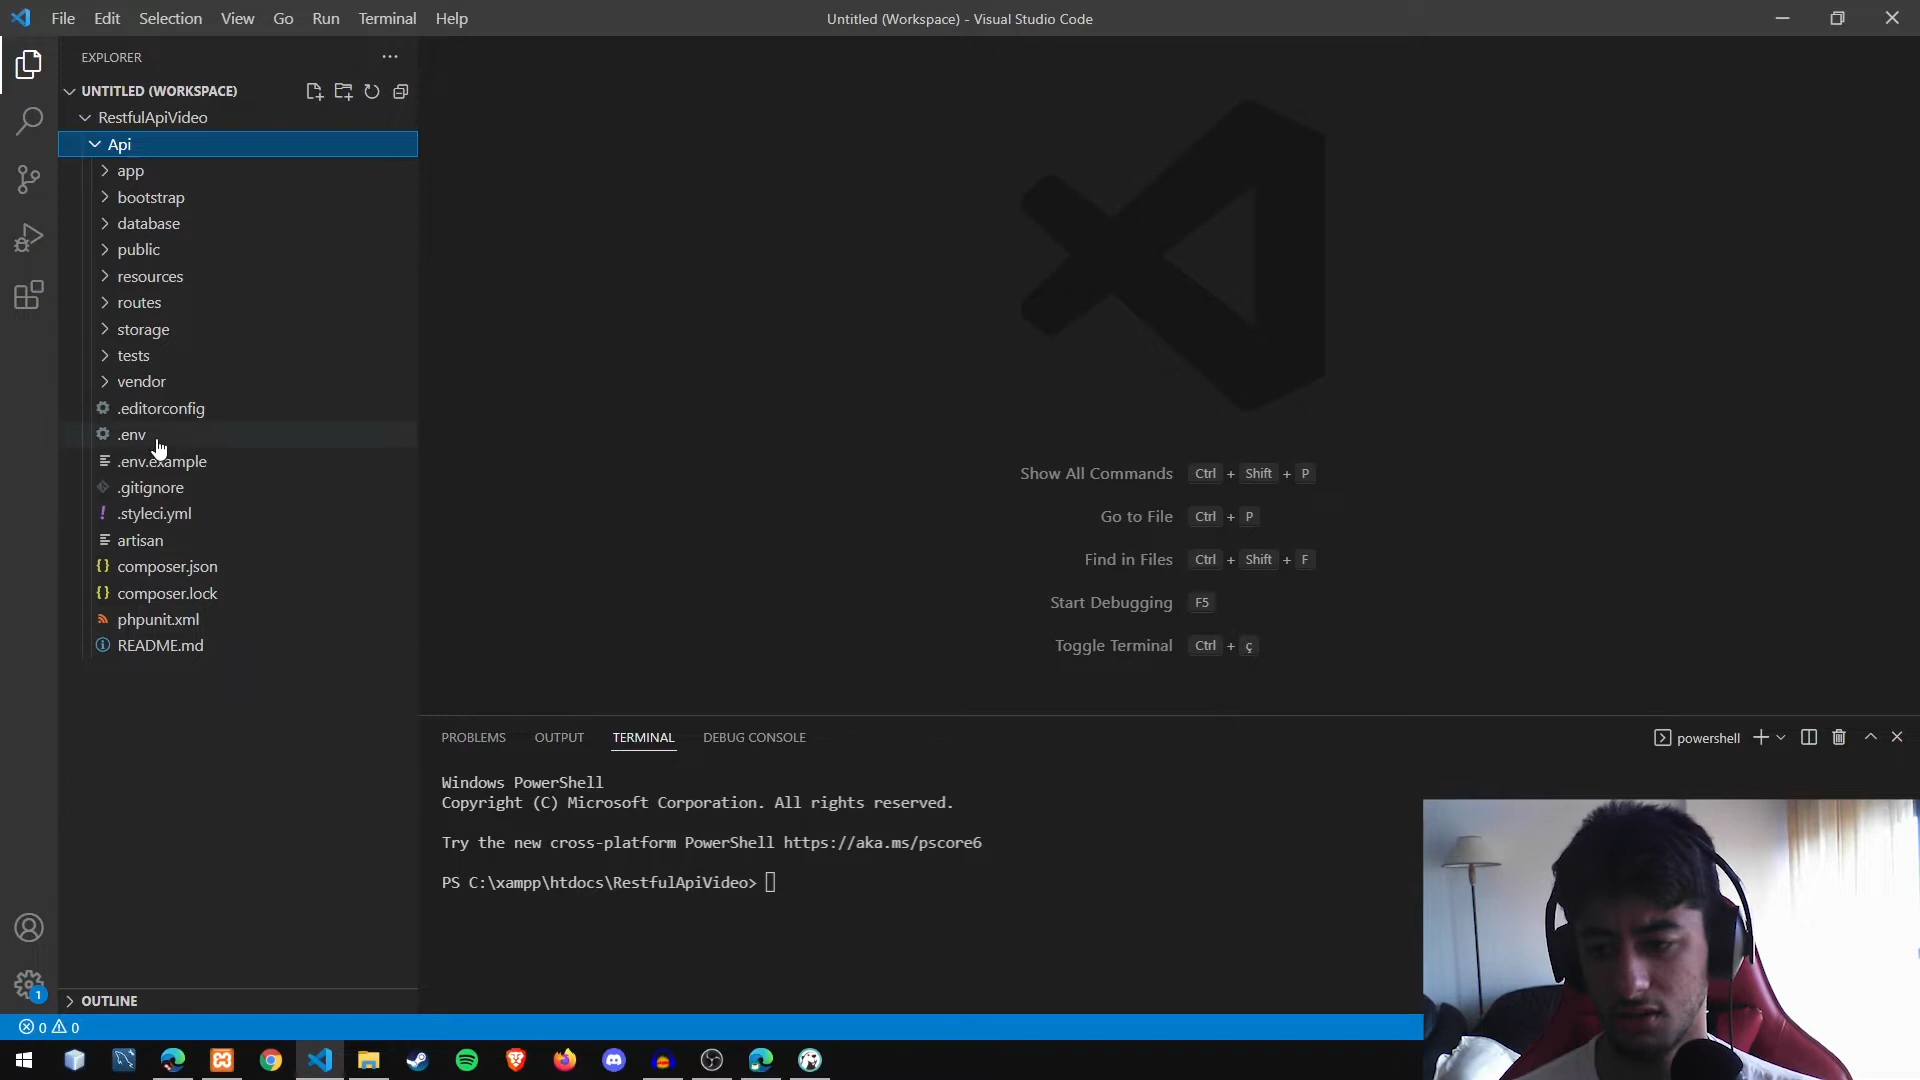 File Edit Selection View Go Run Terminal Help
Untitled (Workspace) - Visual Studio Code
EXPLORER
UNTITLED (WORKSPACE)
RestfulApiVideo
Api
app
bootstrap
database
public
resources
routes
storage
tests
vendor
.editorconfig
.env
.env.example
.gitignore
.styleci.yml
artisan
composer.json
composer.lock
phpunit.xml
README.md
OUTLINE
Show All Commands Ctrl + Shift + P
Go to File Ctrl + P
Find in Files Ctrl + Shift + F
Start Debugging F5
Toggle Terminal Ctrl + ç
PROBLEMS OUTPUT TERMINAL DEBUG CONSOLE
powershell
Windows PowerShell
Copyright (C) Microsoft Corporation. All rights reserved.
Try the new cross-platform PowerShell https://aka.ms/pscore6
PS C:\xampp\htdocs\RestfulApiVideo>
1
0 0